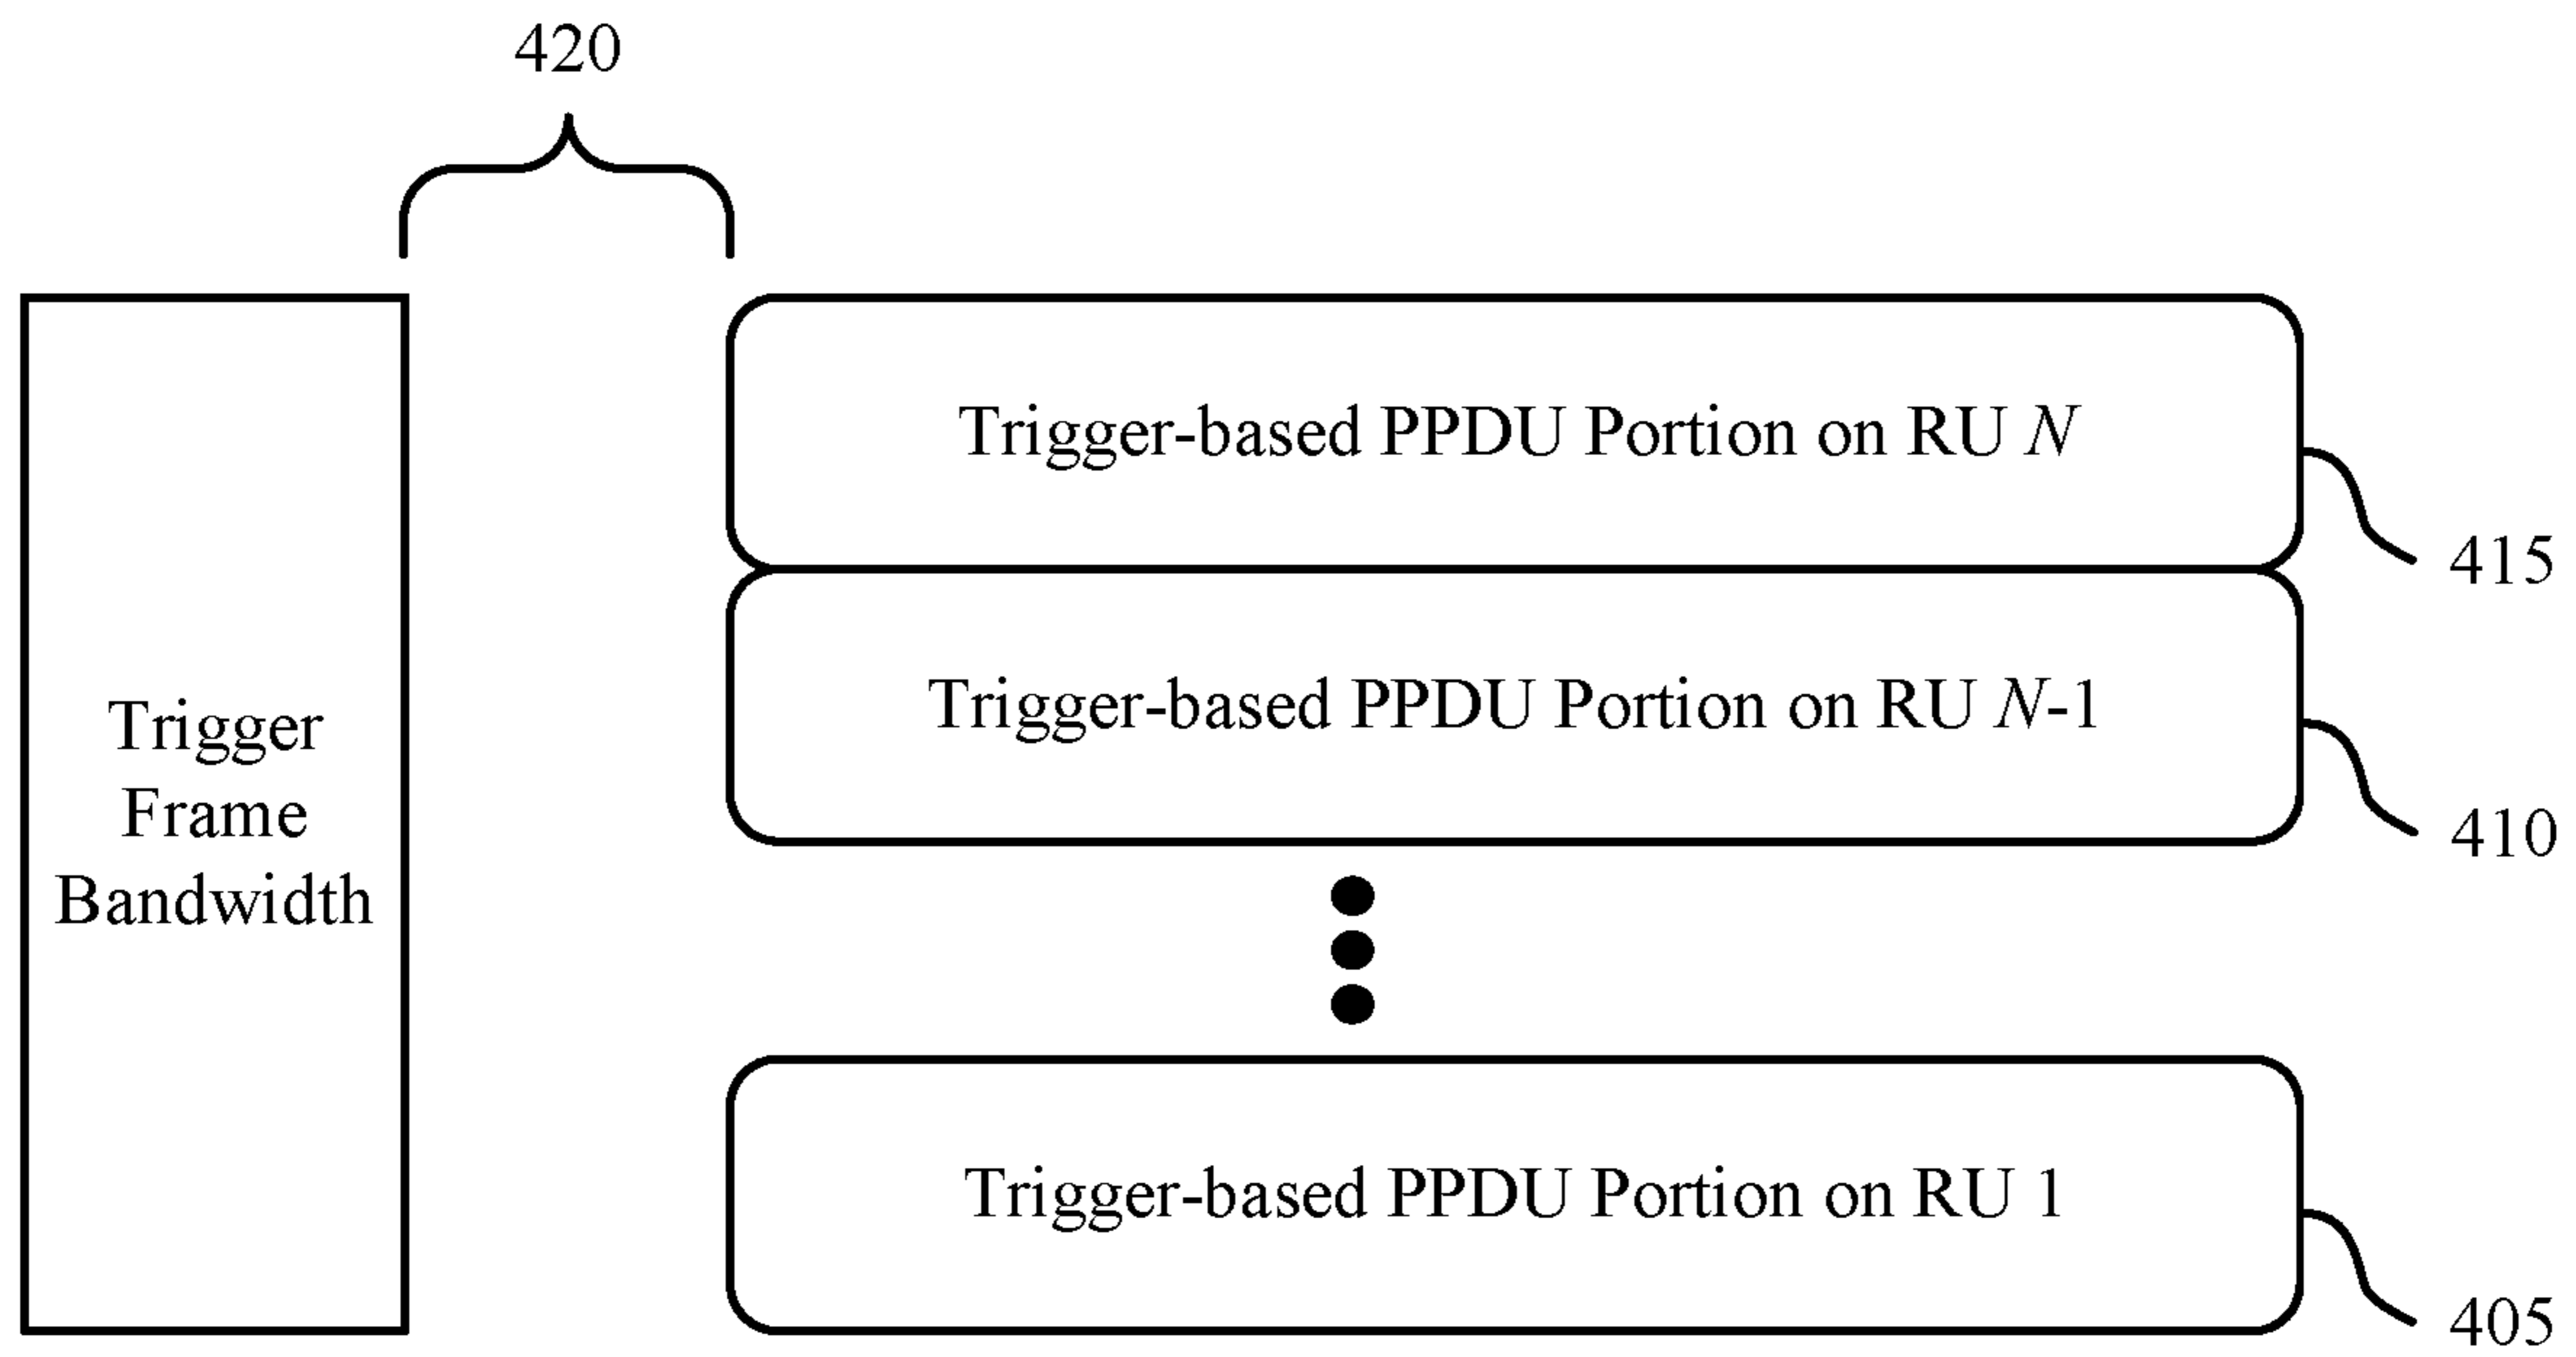 420
Trigger-based PPDU Portion on RU N
415
Trigger-based PPDU Portion on RU N-1
410
Trigger
Frame
Bandwidth
Trigger-based PPDU Portion on RU 1
405